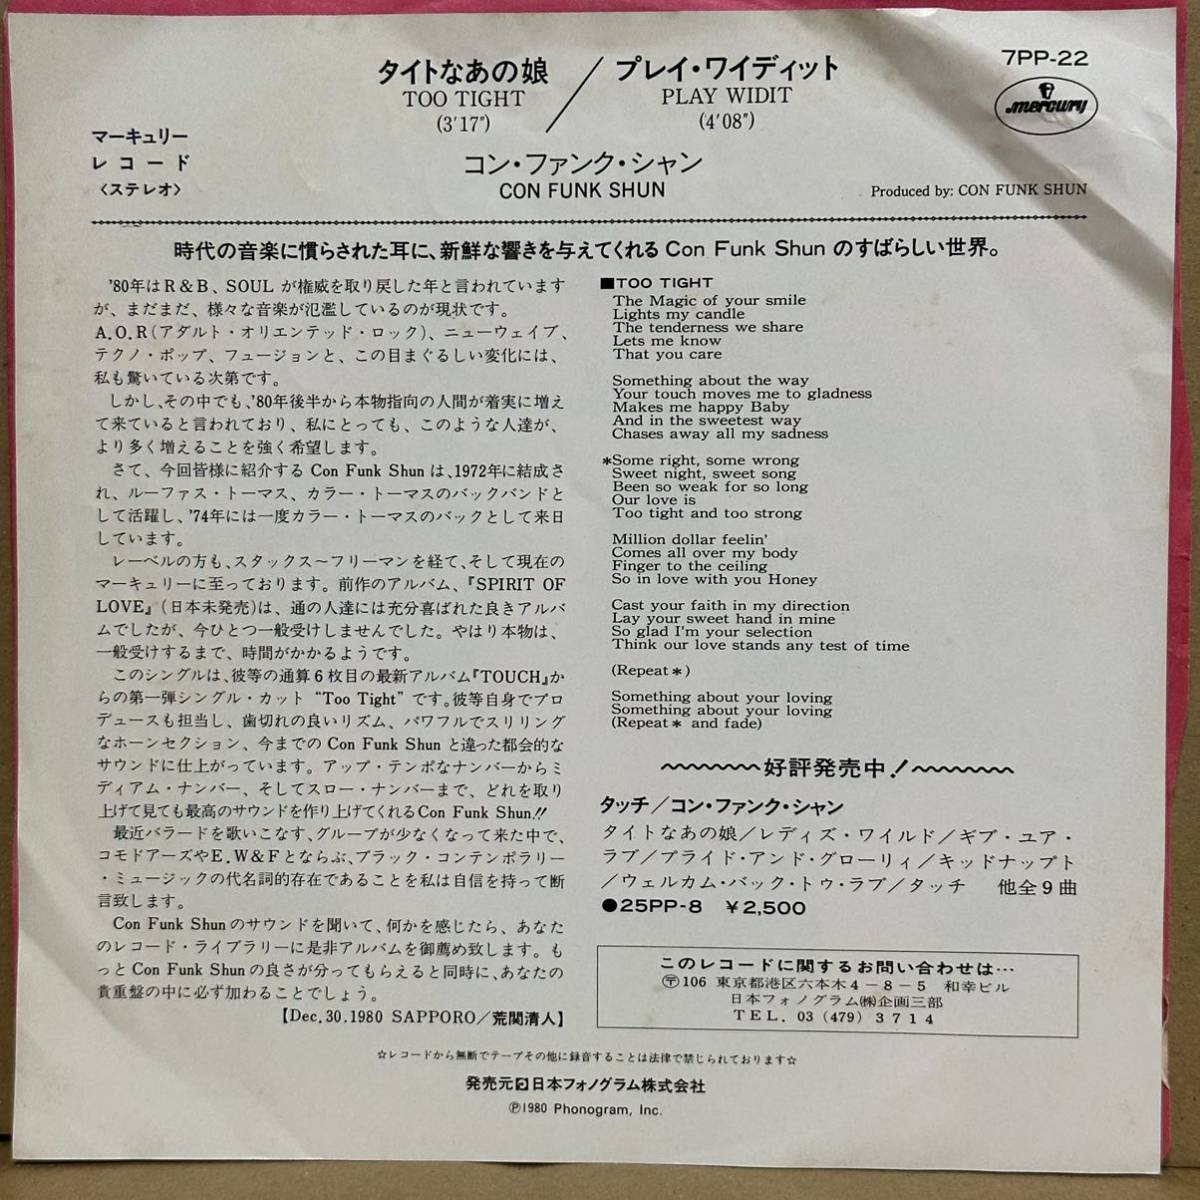 7PP-22
mercury
タイトなあの娘
TOO TIGHT
(3'17")
／
プレイ・ワイディット
PLAY WIDIT
(4'08")
マーキュリー
レコード
〈ステレオ〉
コン・ファンク・シャン
CON FUNK SHUN
Produced by: CON FUNK SHUN
時代の音楽に慣らされた耳に、新鮮な響きを与えてくれる Con Funk Shun のすばらしい世界。
'80年はR&B、SOULが権威を取り戻した年と言われています
が、まだまだ、様々な音楽が氾濫しているのが現状です。
A.O.R(アダルト・オリエンテッド・ロック)、ニューウェイブ、
テクノ・ポップ、フュージョンと、この目まぐるしい変化には、
私も驚いている次第です。
しかし、その中でも、'80年後半から本物指向の人間が着実に増え
て来ていると言われており、私にとっても、このような人達が、
より多く増えることを強く希望します。
さて、今回皆様に紹介する Con Funk Shun は、1972年に結成さ
れ、ルーファス・トーマス、カラー・トーマスのバックバンドと
して活躍し、'74年には一度カラー・トーマスのバックとして来日
しています。
レーベルの方も、スタックス～フリーマンを経て、そして現在の
マーキュリーに至っております。前作のアルバム、『SPIRIT OF
LOVE』(日本未発売)は、通の人達には充分喜ばれた良きアルバ
ムでしたが、今ひとつ一般受けしませんでした。やはり本物は、
一般受けするまで、時間がかかるようです。
このシングルは、彼等の通算6枚目の最新アルバム『TOUCH』か
らの第一弾シングル・カット “Too Tight” です。彼等自身でプロ
デュースも担当し、歯切れの良いリズム、パワフルでスリリング
なホーンセクション、今までの Con Funk Shun と違った都会的な
サウンドに仕上がっています。アップ・テンポなナンバーからミ
ディアム・ナンバー、そしてスロー・ナンバーまで、どれを取り
上げて見ても最高のサウンドを作り上げてくれるCon Funk Shun!!
最近バラードを歌いこなす、グループが少なくなって来た中で、
コモドアーズやE.W&Fとならぶ、ブラック・コンテンポラリー
・ミュージックの代名詞的存在であることを私は自信を持って断
言致します。
Con Funk Shun のサウンドを聞いて、何かを感じたら、あなた
のレコード・ライブラリーに是非アルバムを御薦め致します。も
っと Con Funk Shun の良さが分ってもらえると同時に、あなたの
貴重盤の中に必ず加わることでしょう。
【Dec.30.1980 SAPPORO／荒関清人】
■TOO TIGHT
The Magic of your smile
Lights my candle
The tenderness we share
Lets me know
That you care
Something about the way
Your touch moves me to gladness
Makes me happy Baby
And in the sweetest way
Chases away all my sadness
*Some right, some wrong
Sweet night, sweet song
Been so weak for so long
Our love is
Too tight and too strong
Million dollar feelin'
Comes all over my body
Finger to the ceiling
So in love with you Honey
Cast your faith in my direction
Lay your sweet hand in mine
So glad I'm your selection
Think our love stands any test of time
(Repeat *)
Something about your loving
Something about your loving
(Repeat * and fade)
好評発売中！
タッチ／コン・ファンク・シャン
タイトなあの娘／レディズ・ワイルド／ギブ・ユア・
ラブ／プライド・アンド・グローリィ／キッドナップト
／ウェルカム・バック・トゥ・ラブ／タッチ 他全9曲
●25PP-8 ¥2,500
このレコードに関するお問い合わせは…
〒106 東京都港区六本木4-8-5 和幸ビル
日本フォノグラム㈱企画三部
TEL. 03 (479) 3714
☆レコードから無断でテープその他に録音することは法律で禁じられております☆
発売元 日本フォノグラム株式会社
Ⓟ1980 Phonogram, Inc.